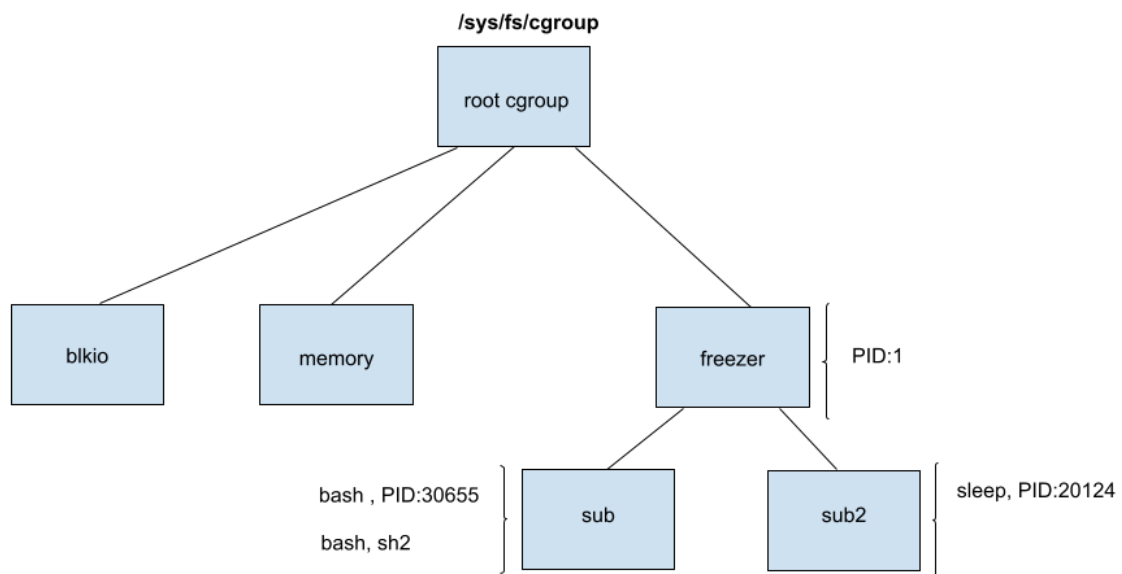 /sys/fs/cgroup
root cgroup
blkio
memory
freezer
PID:1
bash , PID:30655
bash, sh2
sub
sub2
sleep, PID:20124